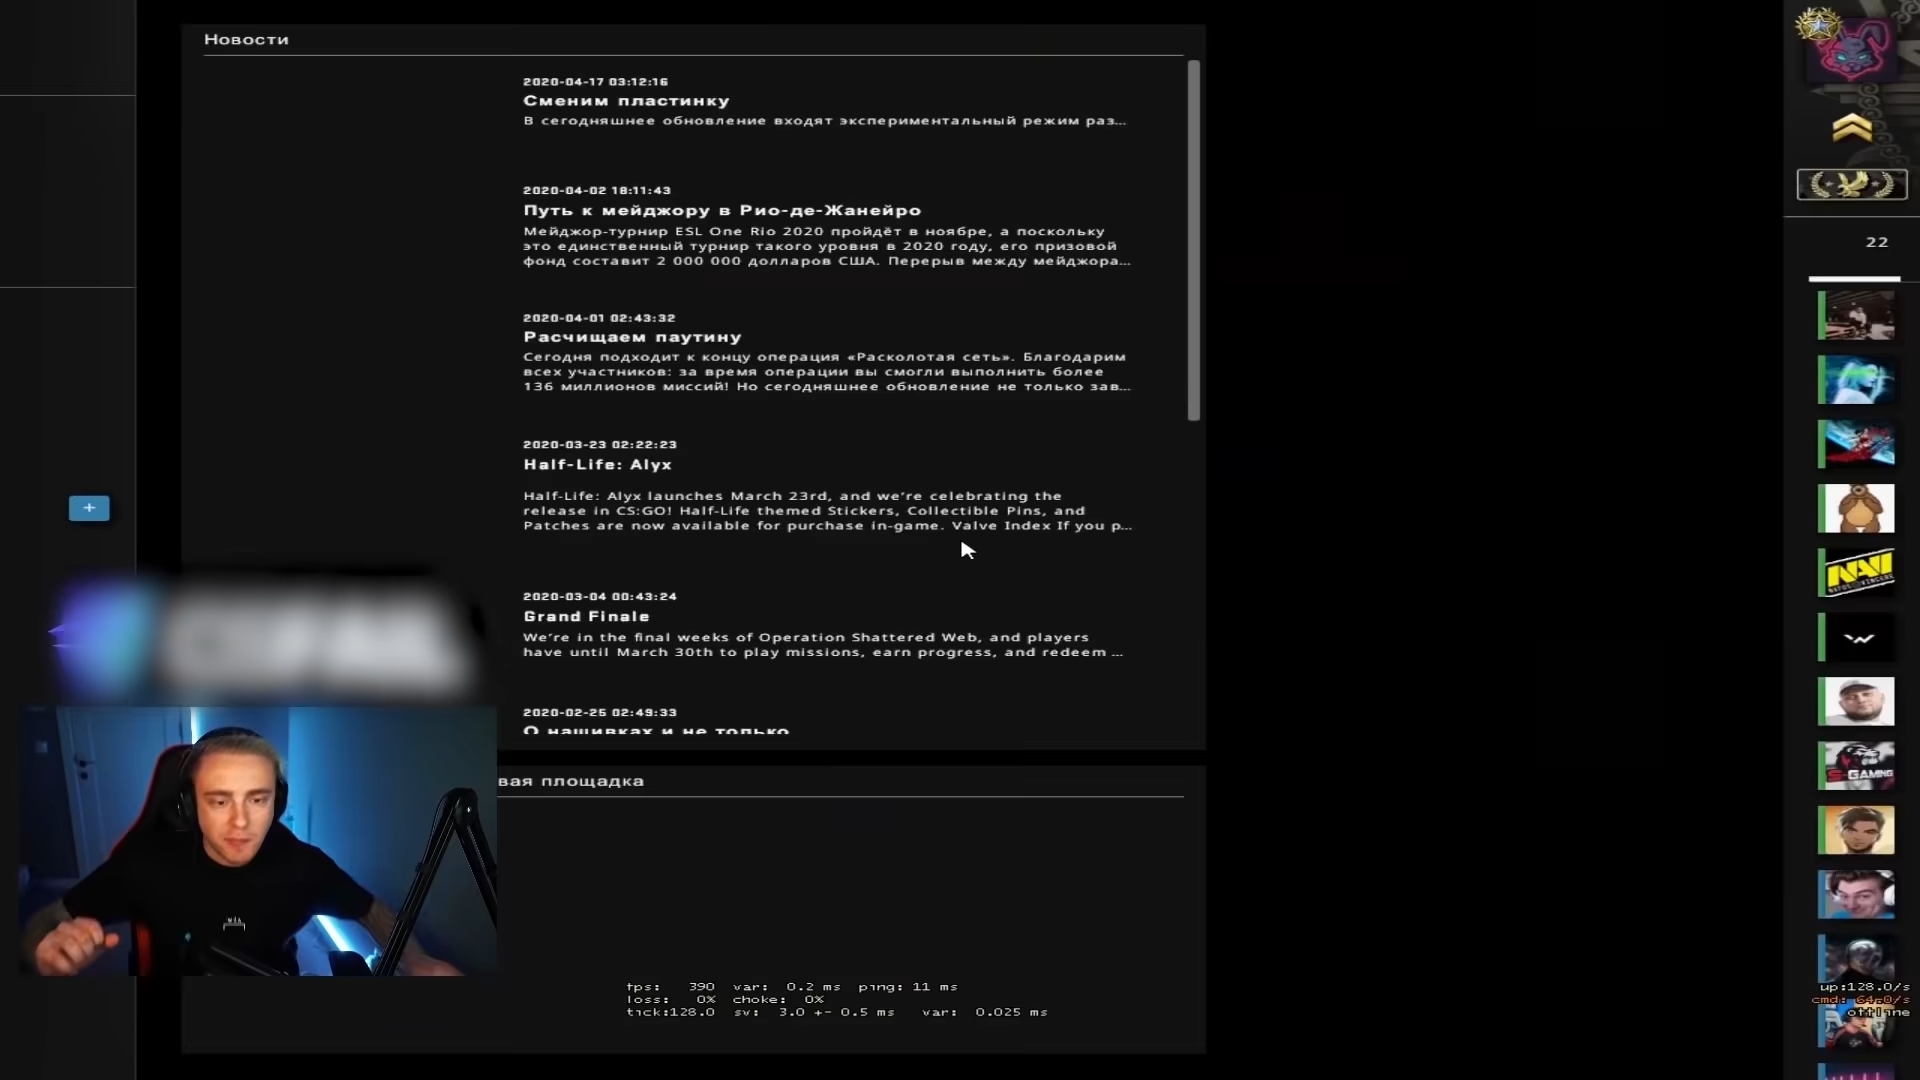 Новости
2020-04-17 03:12:16
Сменим пластинку
В сегодняшнее обновление входят экспериментальный режим раз...
2020-04-02 18:11:43
Путь к мейджору в Рио-де-Жанейро
Мейджор-турнир ESL One Rio 2020 пройдёт в ноябре, а поскольку
это единственный турнир такого уровня в 2020 году, его призовой
фонд составит 2 000 000 долларов США. Перерыв между мейджора...
2020-04-01 02:43:32
Расчищаем паутину
Сегодня подходит к концу операция «Расколотая сеть». Благодарим
всех участников: за время операции вы смогли выполнить более
136 миллионов миссий! Но сегодняшнее обновление не только зав...
2020-03-23 02:22:23
Half-Life: Alyx
Half-Life: Alyx launches March 23rd, and we’re celebrating the
release in CS:GO! Half-Life themed Stickers, Collectible Pins, and
Patches are now available for purchase in-game. Valve Index If you p...
2020-03-04 00:43:24
Grand Finale
We’re in the final weeks of Operation Shattered Web, and players
have until March 30th to play missions, earn progress, and redeem ...
2020-02-25 02:49:33
О нашивках и не только
вая площадка
fps: 390 var: 0.2 ms ping: 11 ms
loss: 0% choke: 0%
tick:128.0 sv: 3.0 +- 0.5 ms var: 0.025 ms
22
+
NAVI
S-GAMING
up:128.0/s
cmd: 64.0/s
offline